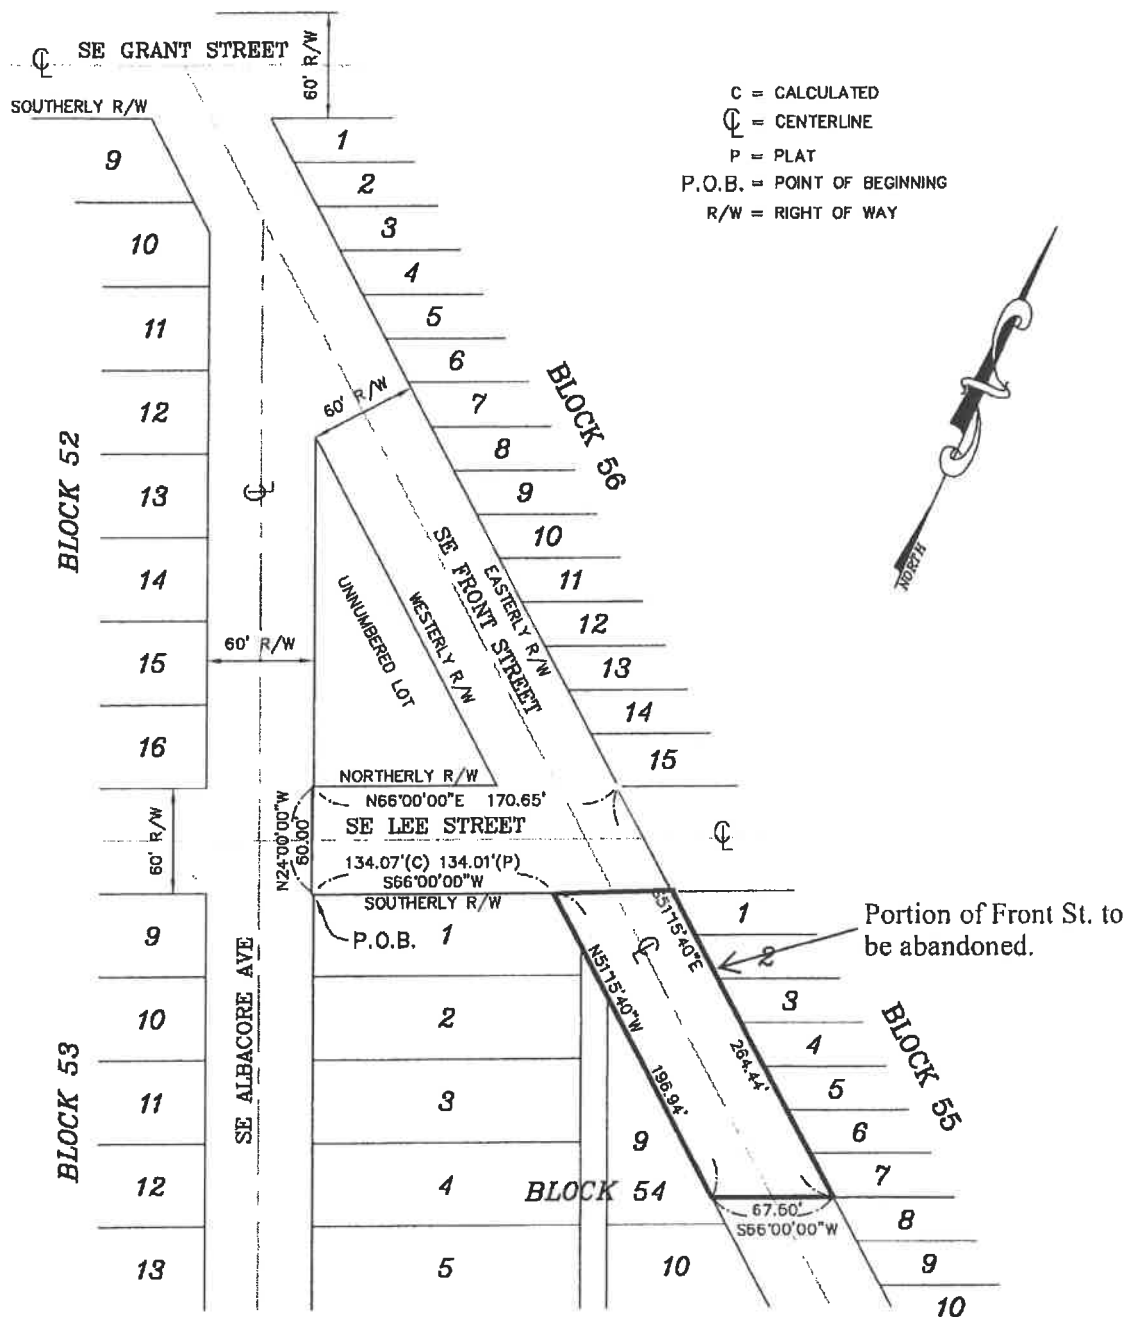 ℄ SE GRANT STREET
60' R/W
SOUTHERLY R/W
C = CALCULATED
℄ = CENTERLINE
P = PLAT
P.O.B. = POINT OF BEGINNING
R/W = RIGHT OF WAY
9
10
11
12
13
14
15
16
BLOCK 52
℄
60' R/W
1
2
3
4
5
6
7
8
9
10
11
12
13
14
15
BLOCK 56
60' R/W
SE FRONT STREET
EASTERLY R/W
WESTERLY R/W
UNNUMBERED LOT
NORTH
NORTHERLY R/W
N66°00'00"E 170.65'
SE LEE STREET
℄
60' R/W
N24°00'00"W
60.00'
134.07'(C) 134.01'(P)
S66°00'00"W
SOUTHERLY R/W
P.O.B.
SE ALBACORE AVE
9
10
11
12
13
BLOCK 53
1
2
3
4
5
9
10
BLOCK 54
℄
S51°15'40"E
264.44'
N51°15'40"W
196.94'
67.60'
S66°00'00"W
Portion of Front St. to
be abandoned.
1
2
3
4
5
6
7
8
9
10
BLOCK 55